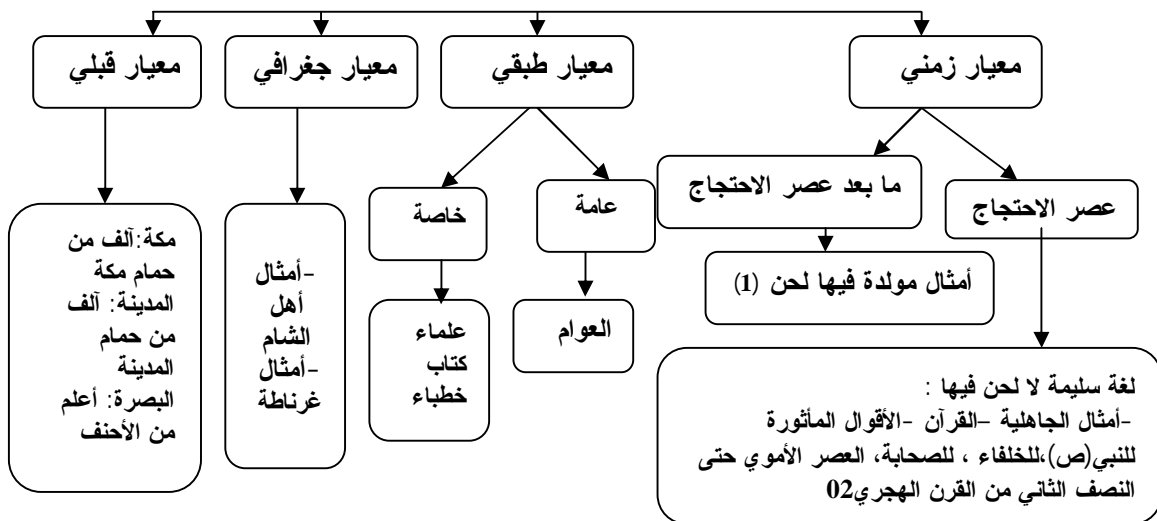 معيار زمني
معيار طبقي
معيار جغرافي
معيار قبلي
ما بعد عصر الاحتجاج
عصر الاحتجاج
عامة
خاصة
أمثال مولدة فيها لحن (1)
العوام
علماء
كتاب
خطباء
-أمثال
أهل
الشام
-أمثال
غرناطة
مكة:آلف من
حمام مكة
المدينة: آلف
من حمام
المدينة
البصرة: أعلم
من الأحنف
لغة سليمة لا لحن فيها :
-أمثال الجاهلية –القرآن -الأقوال المأثورة
للنبي(ص)،للخلفاء ، للصحابة، العصر الأموي حتى
النصف الثاني من القرن الهجري02